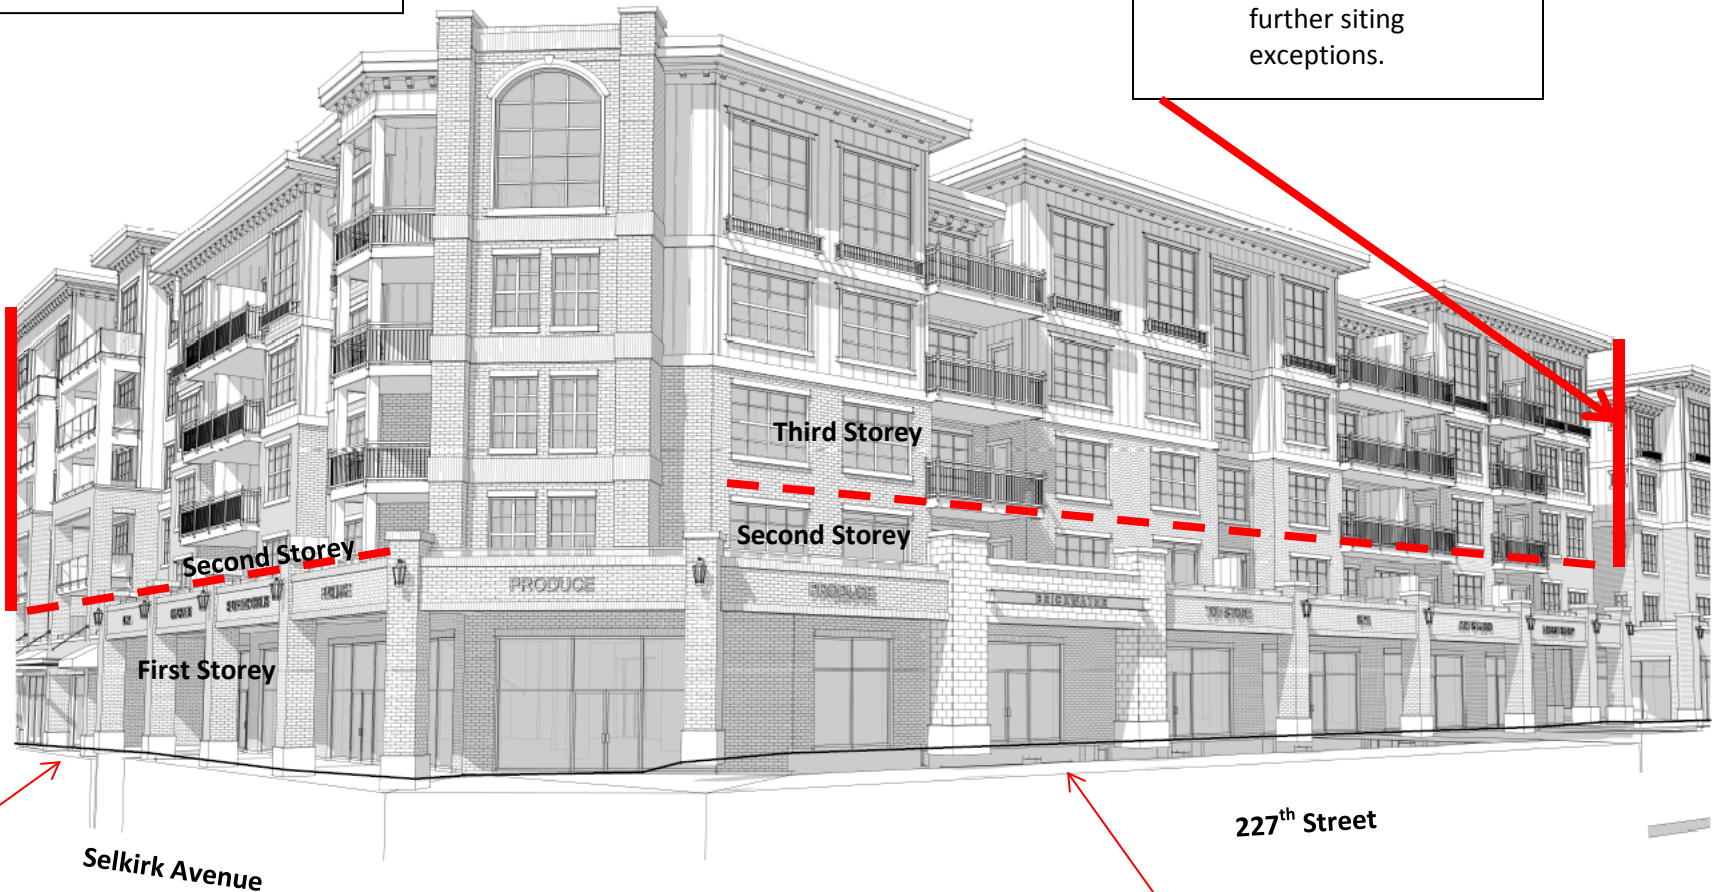 further siting
exceptions.
Third Storey
Second Storey
Second Storey
PRODUCE
PRODUCE
First Storey
227th Street
Selkirk Avenue